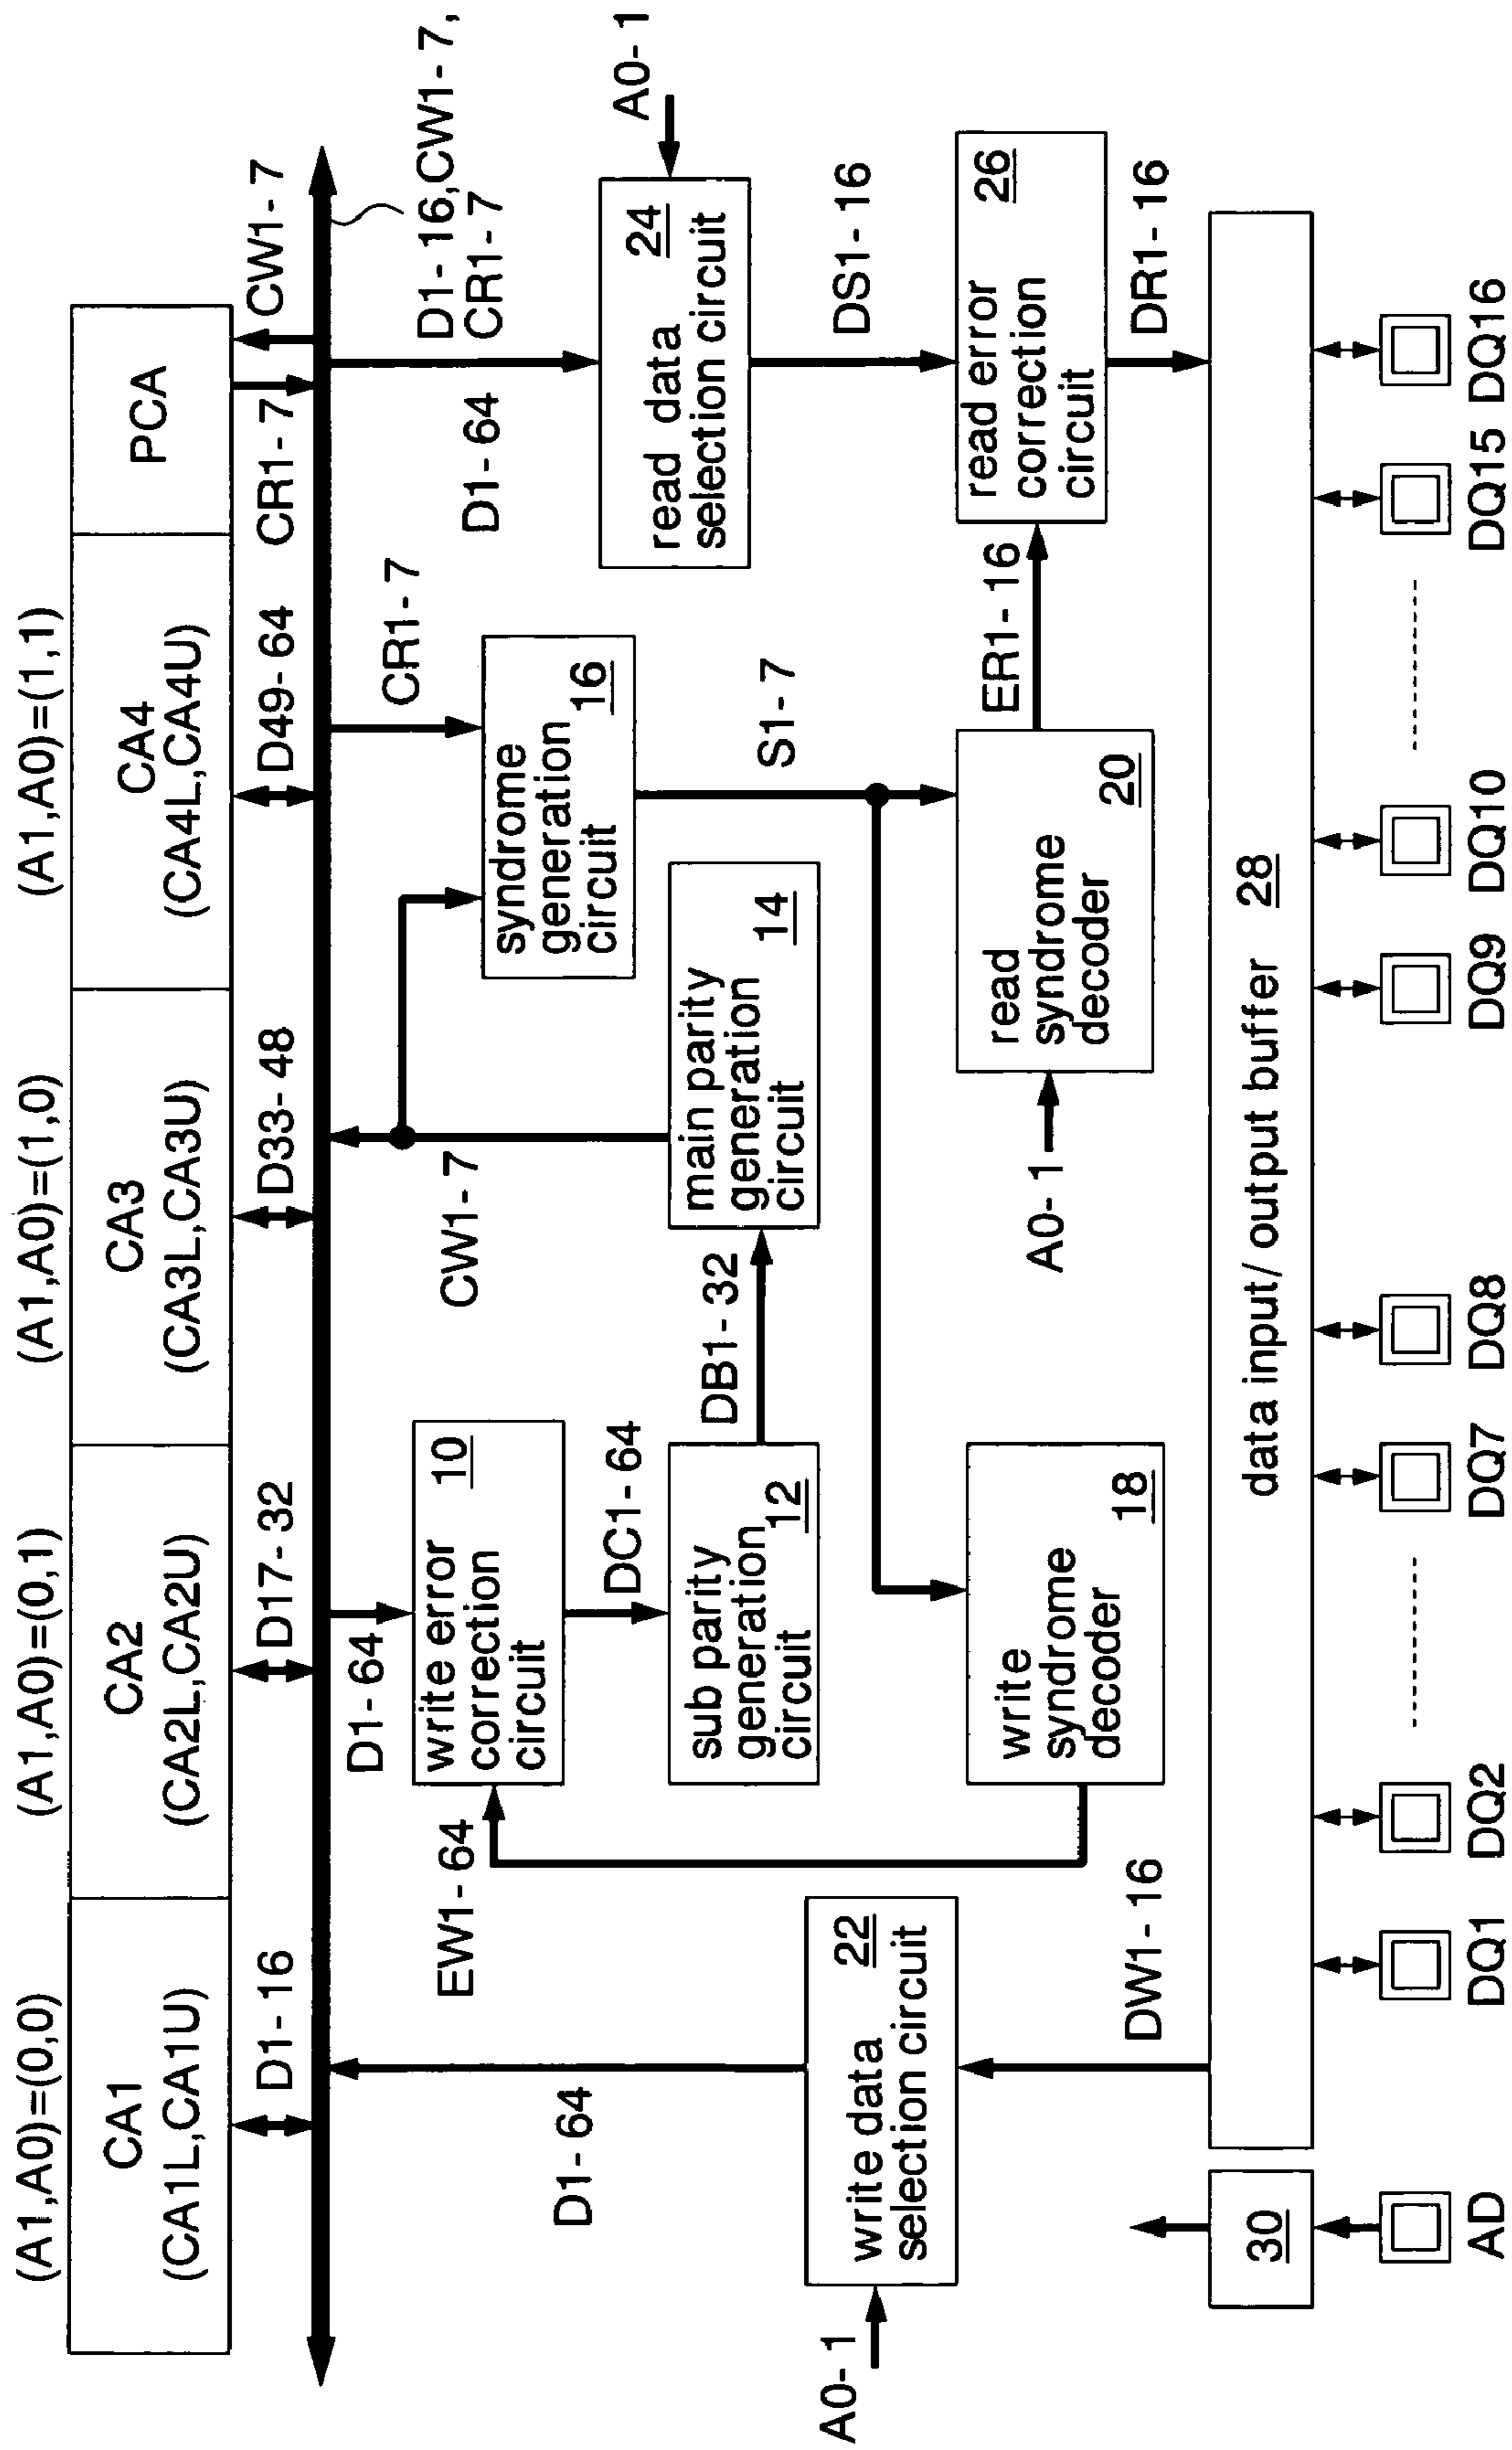 (A1,A0)=(0,0)
(A1,A0)=(0,1)
(A1,A0)=(1,0)
(A1,A0)=(1,1)
CA1
(CA1L,CA1U)
CA2
(CA2L,CA2U)
CA3
(CA3L,CA3U)
CA4
(CA4L,CA4U)
PCA
D1-16
D17-32
D33-48
D49-64
CR1-7
CW1-7
D1-16,CW1-7,
CR1-7
D1-64
write error
correction
circuit
10
EW1-64
DC1-64
sub parity
generation
circuit
12
DB1-32
main parity
generation
circuit
14
CW1-7
CR1-7
syndrome
generation
circuit
16
S1-7
write
syndrome
decoder
18
A0-1
read
syndrome
decoder
20
ER1-16
D1-64
read data
selection circuit
24
A0-1
DS1-16
read error
correction
circuit
26
DR1-16
D1-64
A0-1
write data
selection circuit
22
DW1-16
data input/ output buffer
28
30
AD
DQ1
DQ2
DQ7
DQ8
DQ9
DQ10
DQ15
DQ16